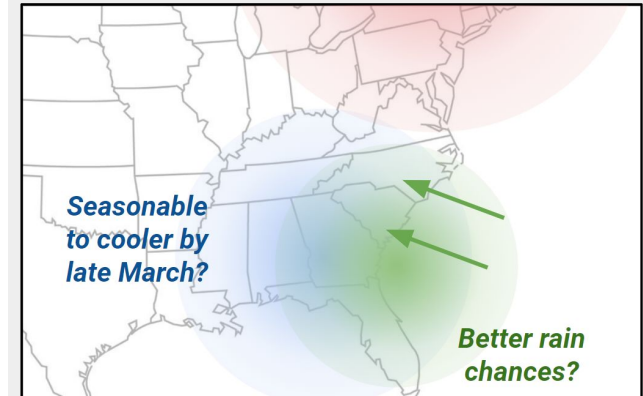 Seasonable
to cooler by
late March?
Better rain
chances?